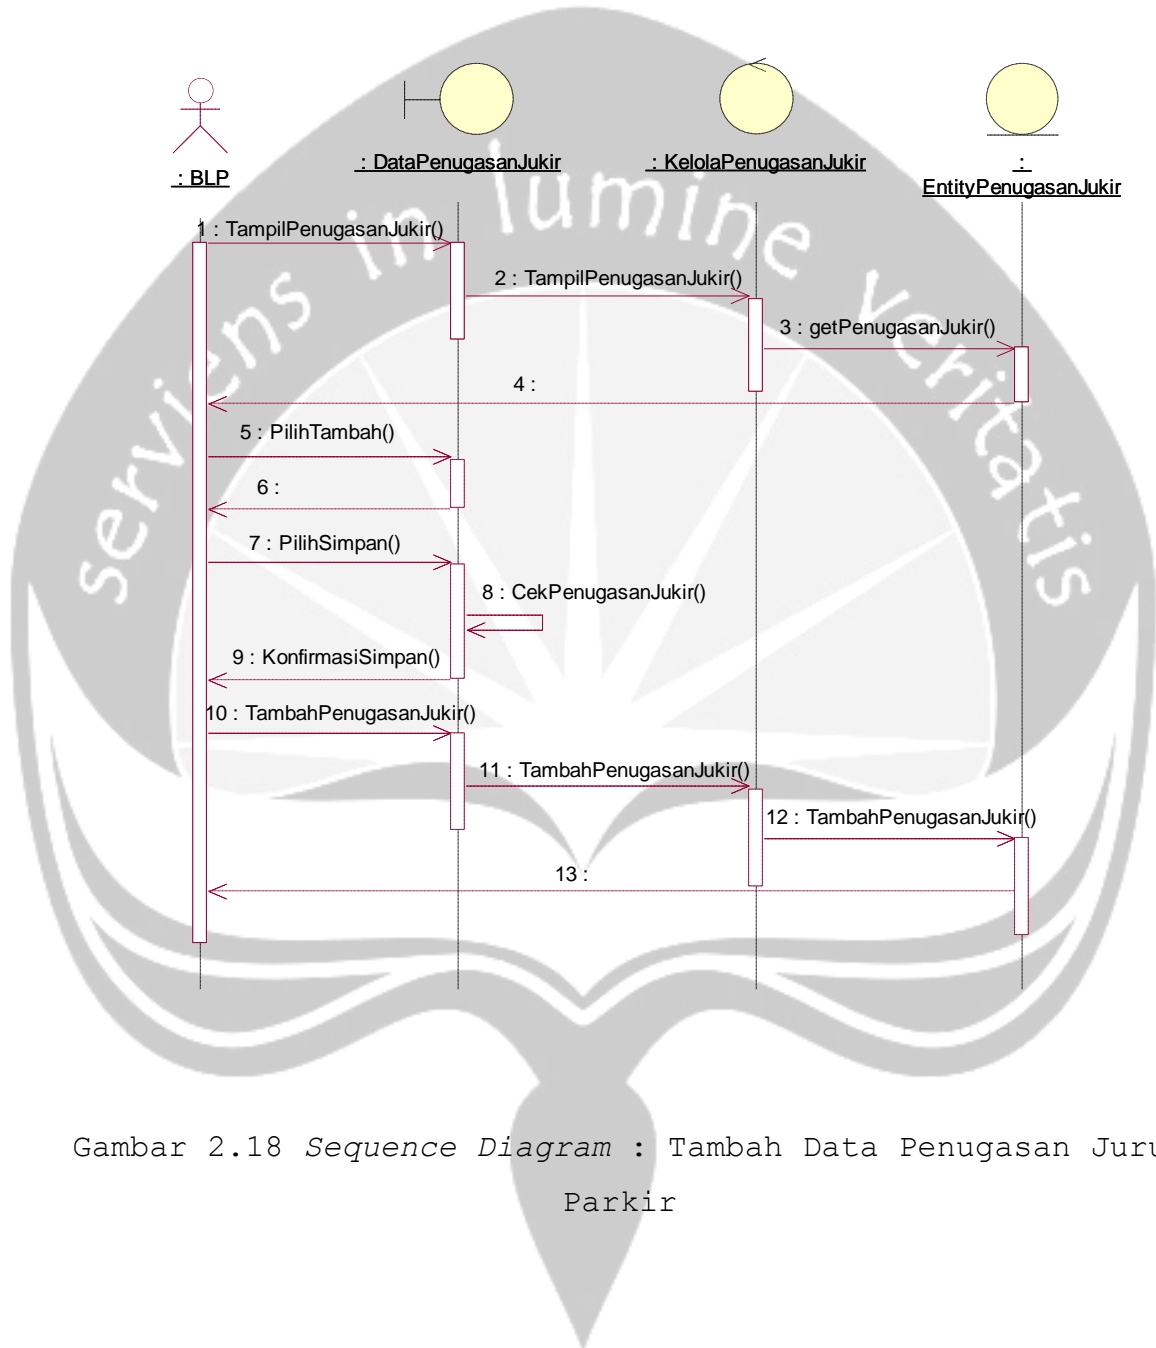 : BLP
: DataPenugasanJukir
: KelolaPenugasanJukir
:
EntityPenugasanJukir
serviens in lumine veritatis
1 : TampilPenugasanJukir()
2 : TampilPenugasanJukir()
3 : getPenugasanJukir()
4 :
5 : PilihTambah()
6 :
7 : PilihSimpan()
8 : CekPenugasanJukir()
9 : KonfirmasiSimpan()
10 : TambahPenugasanJukir()
11 : TambahPenugasanJukir()
12 : TambahPenugasanJukir()
13 :
Gambar 2.18 Sequence Diagram : Tambah Data Penugasan Juru
Parkir